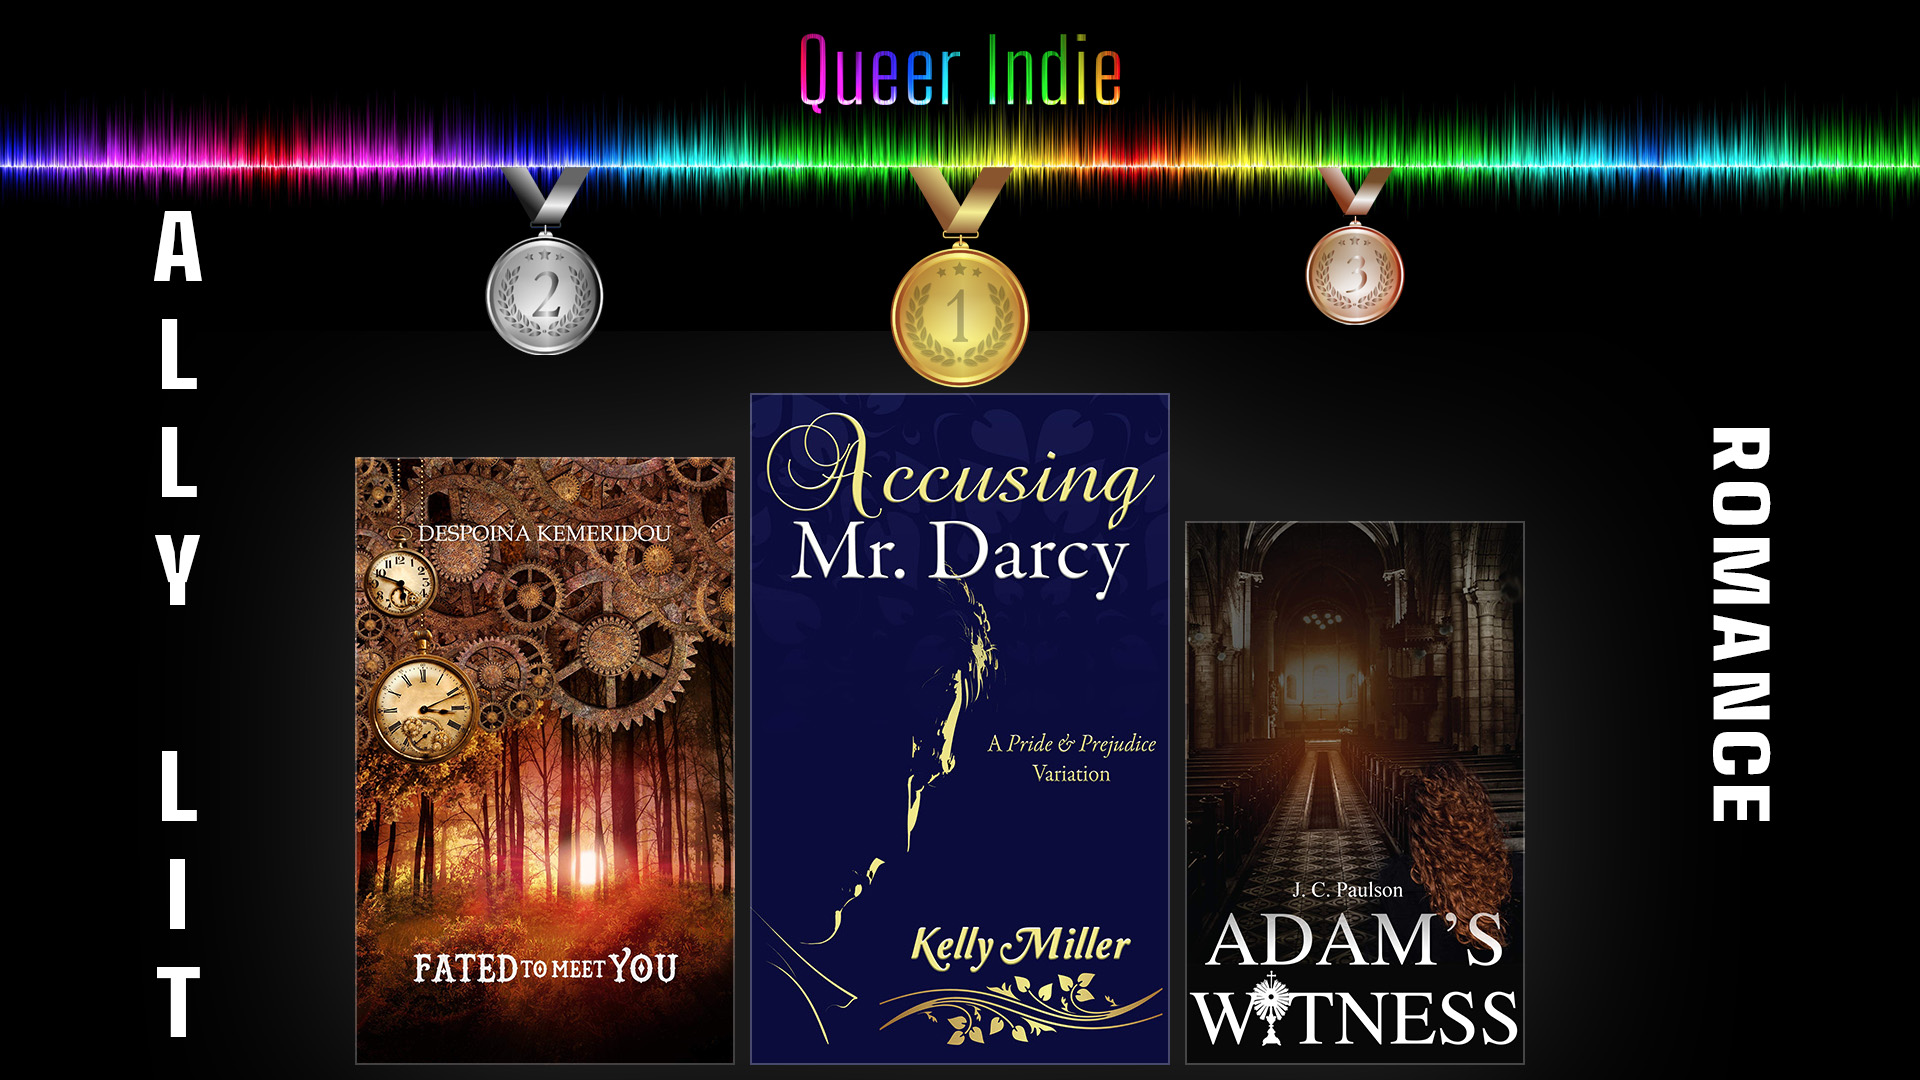 Queer Indie
ALLY LIT
2
1
3
ROMANCE
DESPOINA KEMERIDOU
FATED TO MEET YOU
Accusing
Mr. Darcy
A Pride & Prejudice
Variation
Kelly Miller
J. C. Paulson
ADAM'S
WITNESS